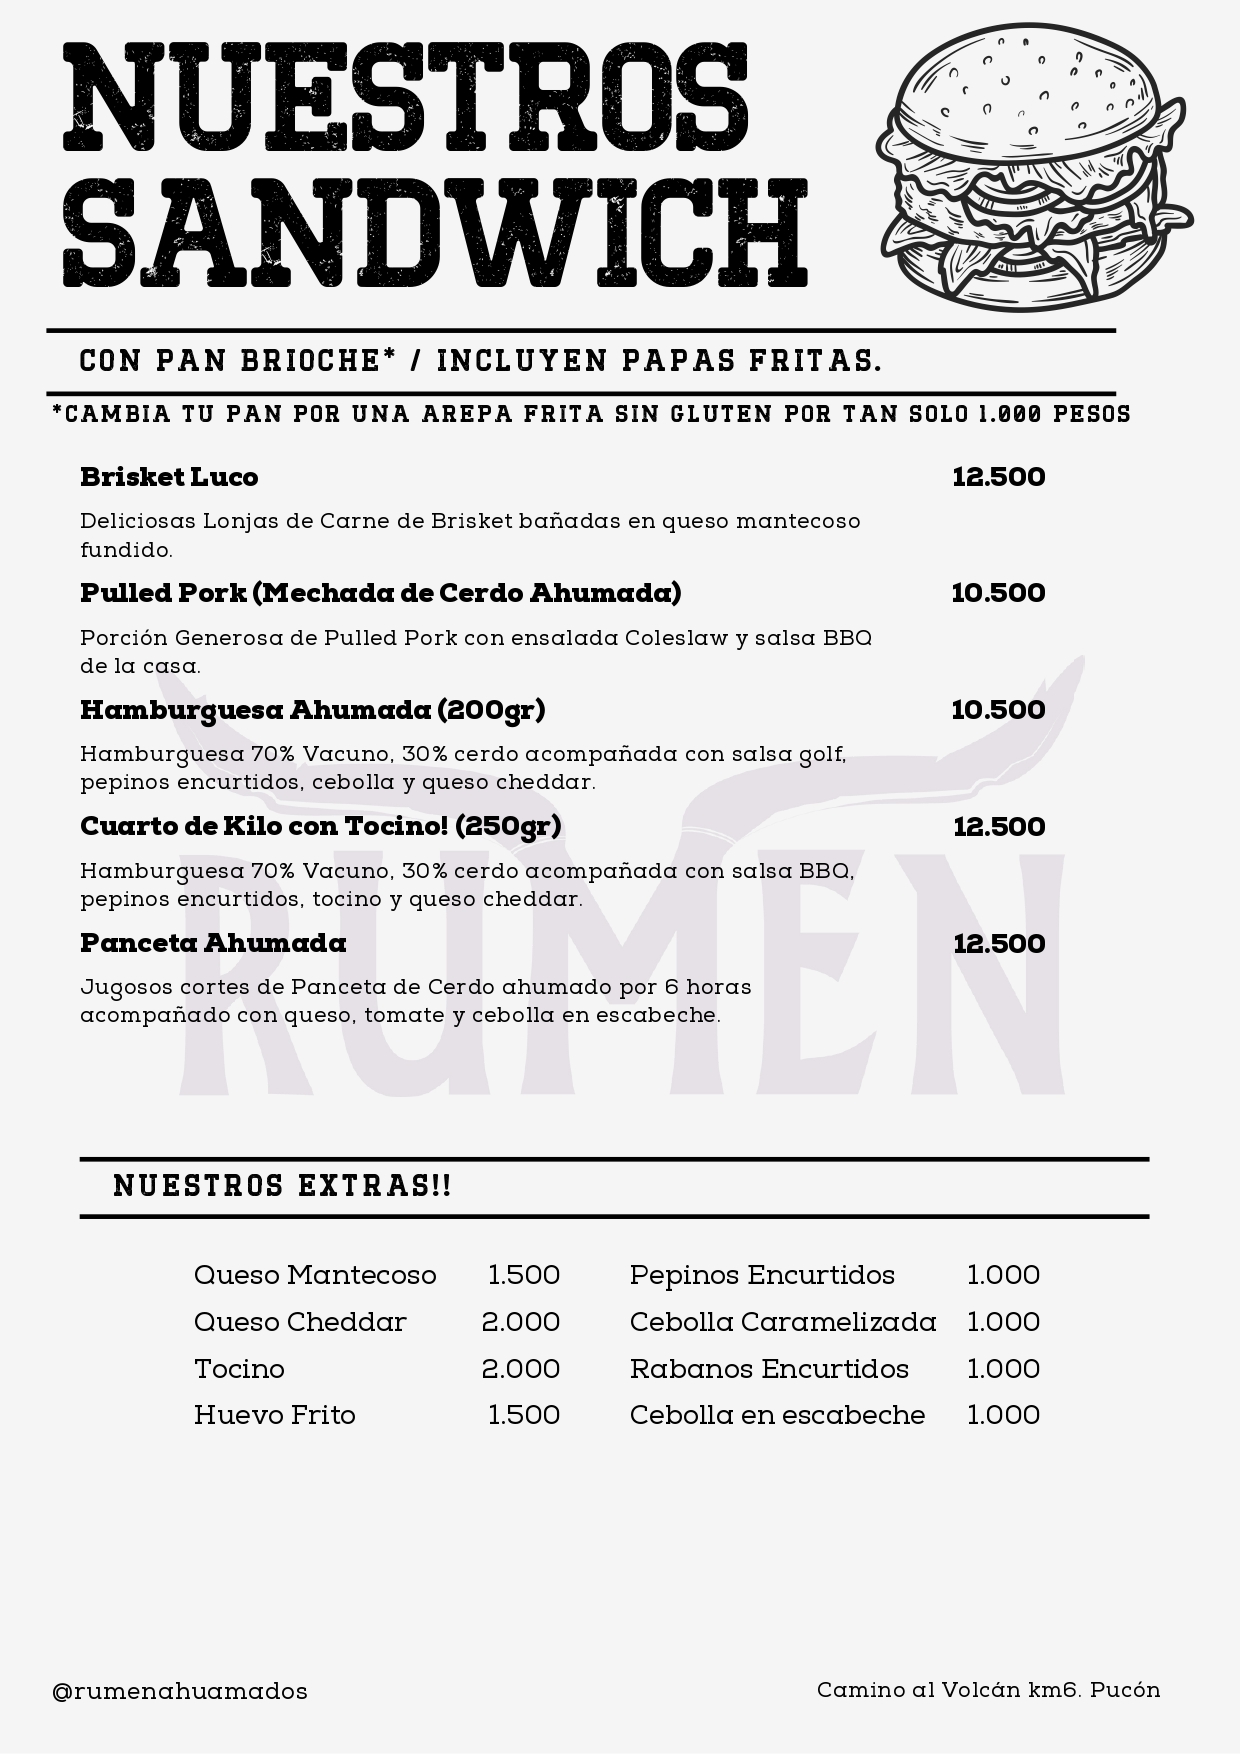 NUESTROS
SANDWICH
CON PAN BRIOCHE* / INCLUYEN PAPAS FRITAS.
*CAMBIA TU PAN POR UNA AREPA FRITA SIN GLUTEN POR TAN SOLO 1.000 PESOS
Brisket Luco 12.500
Deliciosas Lonjas de Carne de Brisket bañadas en queso mantecoso
fundido.
Pulled Pork (Mechada de Cerdo Ahumada) 10.500
Porción Generosa de Pulled Pork con ensalada Coleslaw y salsa BBQ
de la casa.
Hamburguesa Ahumada (200gr) 10.500
Hamburguesa 70% Vacuno, 30% cerdo acompañada con salsa golf,
pepinos encurtidos, cebolla y queso cheddar.
Cuarto de Kilo con Tocino! (250gr) 12.500
Hamburguesa 70% Vacuno, 30% cerdo acompañada con salsa BBQ,
pepinos encurtidos, tocino y queso cheddar.
Panceta Ahumada 12.500
Jugosos cortes de Panceta de Cerdo ahumado por 6 horas
acompañado con queso, tomate y cebolla en escabeche.
RUMEN
NUESTROS EXTRAS!!
Queso Mantecoso 1.500 Pepinos Encurtidos 1.000
Queso Cheddar 2.000 Cebolla Caramelizada 1.000
Tocino 2.000 Rabanos Encurtidos 1.000
Huevo Frito 1.500 Cebolla en escabeche 1.000
@rumenahuamados Camino al Volcán km6. Pucón